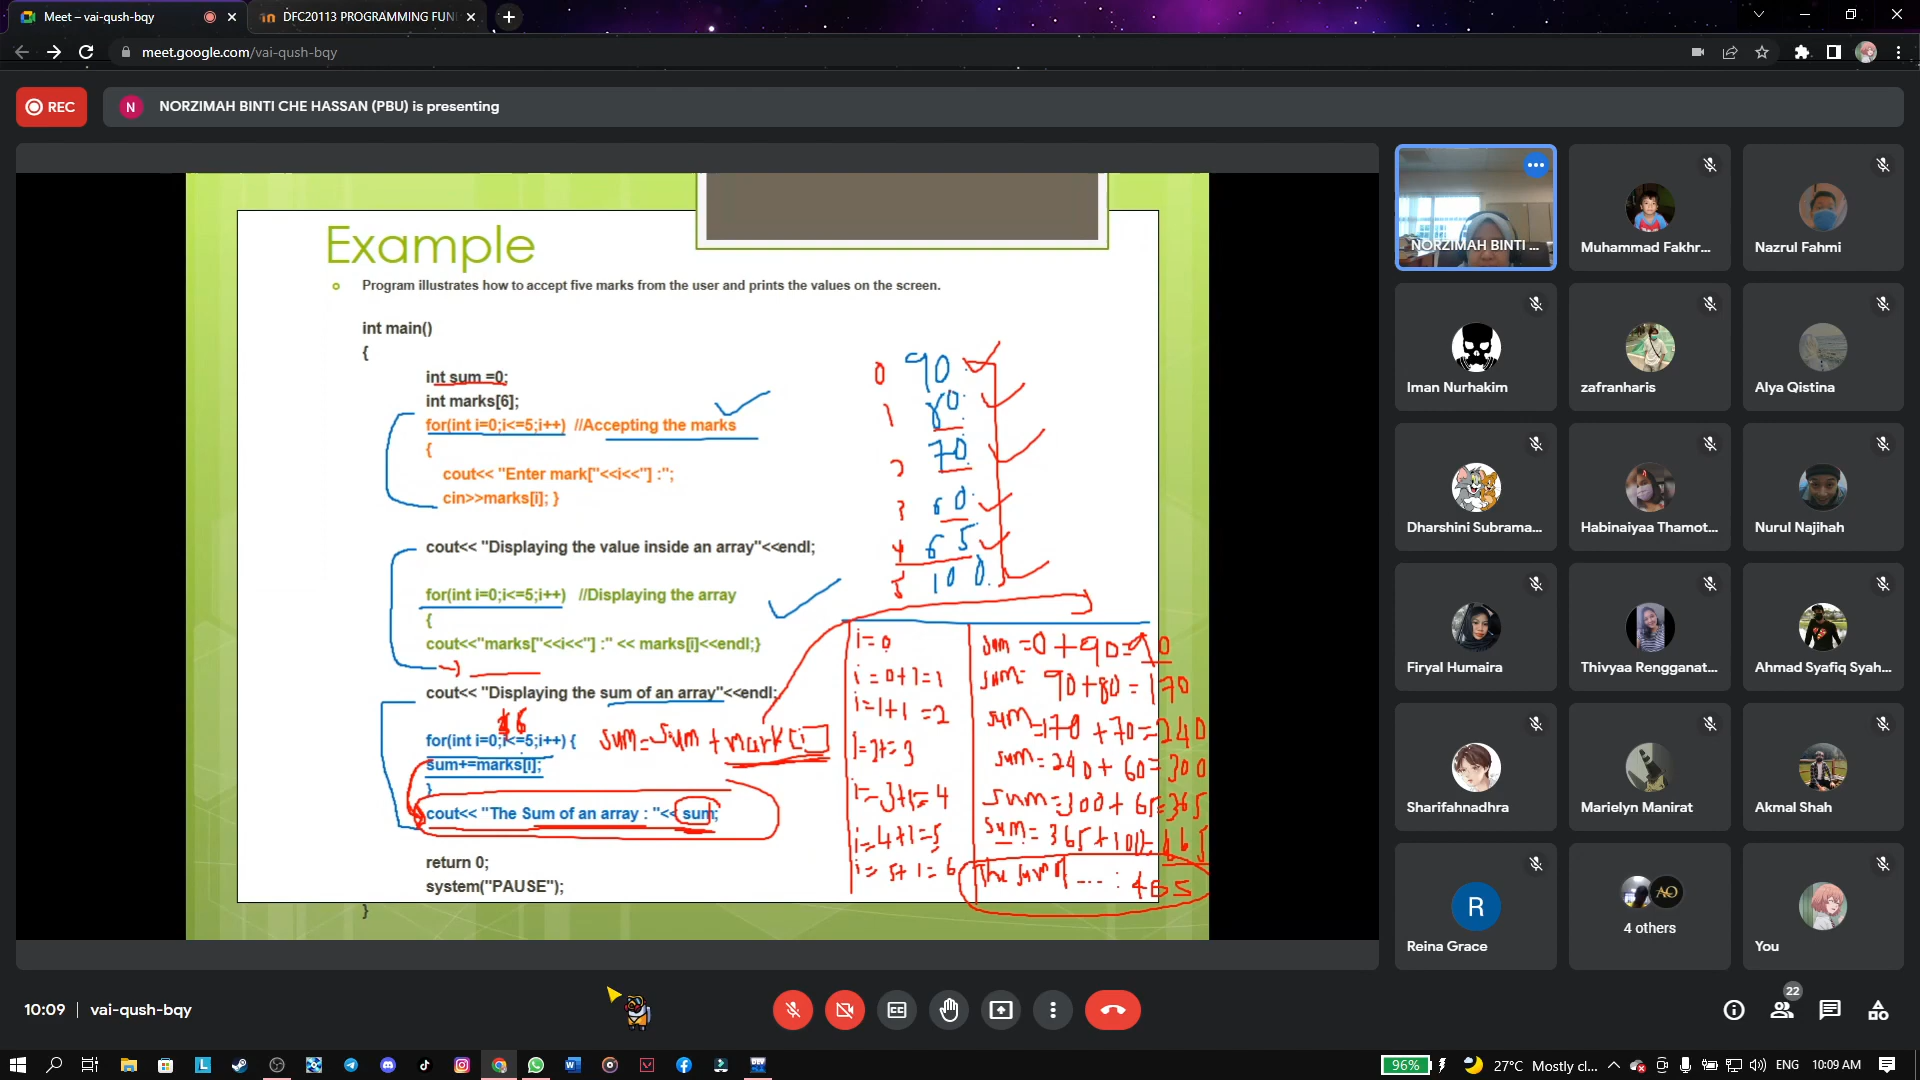 Meet – vai-qush-bqy
DFC20113 PROGRAMMING FUN
meet.google.com/vai-qush-bqy
REC
N
NORZIMAH BINTI CHE HASSAN (PBU) is presenting
Example
Program illustrates how to accept five marks from the user and prints the values on the screen.
int main()
{
int sum =0;
int marks[6];
for(int i=0;i<=5;i++) //Accepting the marks
{
cout<< "Enter mark["<<i<<"] :";
cin>>marks[i]; }
cout<< "Displaying the value inside an array"<<endl;
for(int i=0;i<=5;i++) //Displaying the array
{
cout<<"marks["<<i<<"] :" << marks[i]<<endl;}
cout<< "Displaying the sum of an array"<<endl;
6
for(int i=0;i<=5;i++) {
sum+=marks[i];
}
cout<< "The Sum of an array : "<< sum;
return 0;
system("PAUSE");
}
sum=sum+mark[i]
0 90
1 80
2 70
3 60
4 65
5 100
i=0 sum=0+90=90
i=0+1=1 sum= 90+80=170
i=1+1=2 sum=170+70=240
i=2+1=3 sum=240+60=300
i=3+1=4 sum=300+65=365
i=4+1=5 sum=365+100=465
i=5+1=6 The sum of ... : 465
NORZIMAH BINTI ...
Muhammad Fakhr...
Nazrul Fahmi
Iman Nurhakim
zafranharis
Alya Qistina
Dharshini Subrama...
Habinaiyaa Thamot...
Nurul Najihah
Firyal Humaira
Thivyaa Rengganat...
Ahmad Syafiq Syah...
Sharifahnadhra
Marielyn Manirat
Akmal Shah
R
Reina Grace
AO
4 others
You
10:09 | vai-qush-bqy
22
96%
27°C Mostly cl...
ENG
10:09 AM